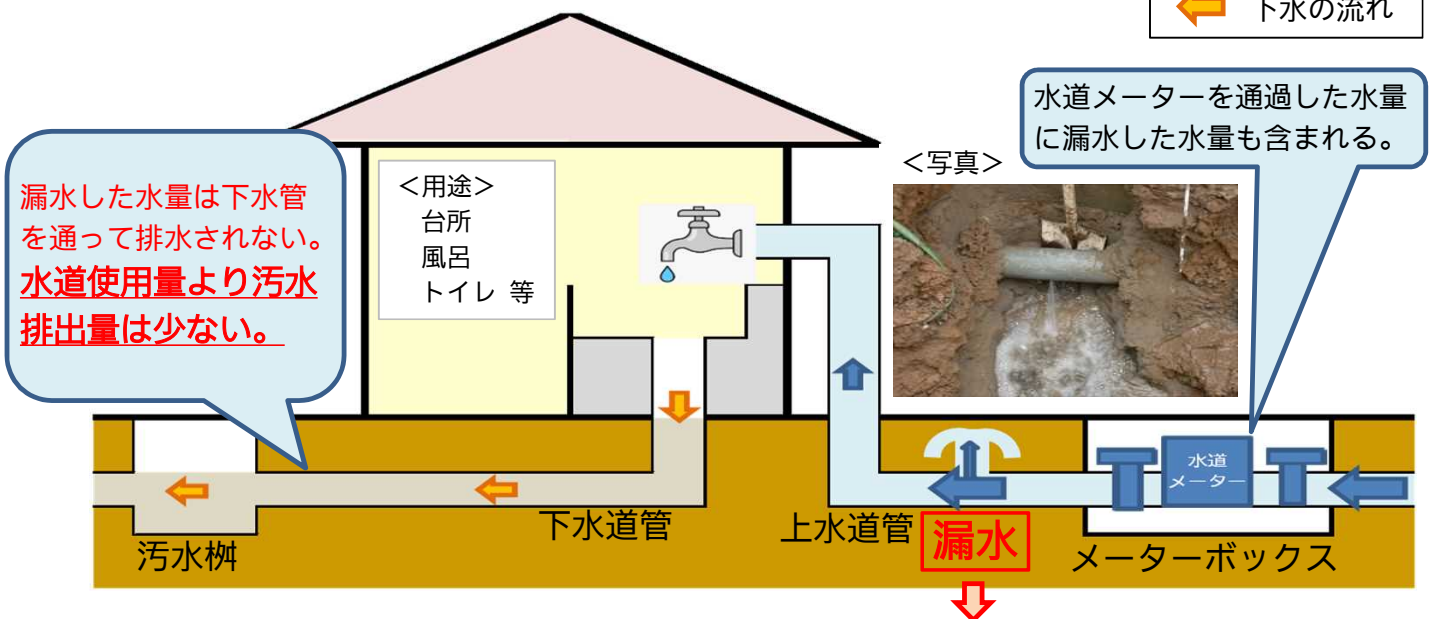 下水の流れ
水道メーターを通過した水量
に漏水した水量も含まれる。
＜写真＞
漏水した水量は下水管
を通って排水されない。
水道使用量より汚水
排出量は少ない。
＜用途＞
台所
風呂
トイレ 等
水道
メーター
下水道管
上水道管
漏水
汚水桝
メーターボックス